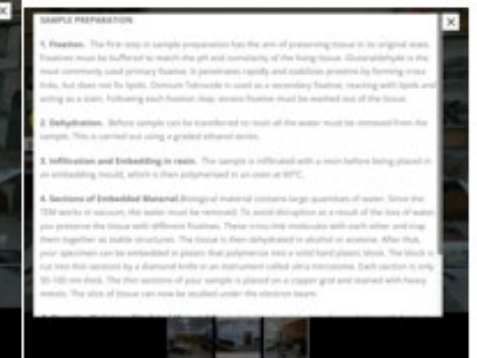 SAMPLE PREPARATION
1. Fixation. The first step in sample preparation has the aim of preserving tissue in its original state.
Fixatives must be buffered to match the pH and osmolarity of the living tissue. Glutaraldehyde is the
most commonly used primary fixative. It penetrates rapidly and stabilizes proteins by forming cross
links, but does not fix lipids. Osmium Tetroxide is used as a secondary fixative, reacting with lipids and
acting as a stain. Following each fixation step, excess fixative must be washed out of the tissue.
2. Dehydration. Before sample can be transferred to resin all the water must be removed from the
sample. This is carried out using a graded ethanol series.
3. Infiltration and Embedding in resin. The sample is infiltrated with a resin before being placed in
an embedding mould, which is then polymerised in an oven at 60°C.
4. Sections of Embedded Material. Biological material contains large quantities of water. Since the
TEM works in vacuum, the water must be removed. To avoid disruption as a result of the loss of water,
you preserve the tissue with different fixatives. These cross-link molecules with each other and trap
them together as stable structures. The tissue is then dehydrated in alcohol or acetone. After that,
your specimen can be embedded in plastic that polymerize into a solid hard plastic block. The block is
cut into thin sections by a diamond knife in an instrument called ultra microtome. Each section is only
50-100 nm thick. The thin sections of your sample is placed on a copper grid and stained with heavy
metals. The slice of tissue can now be studied under the electron beam.